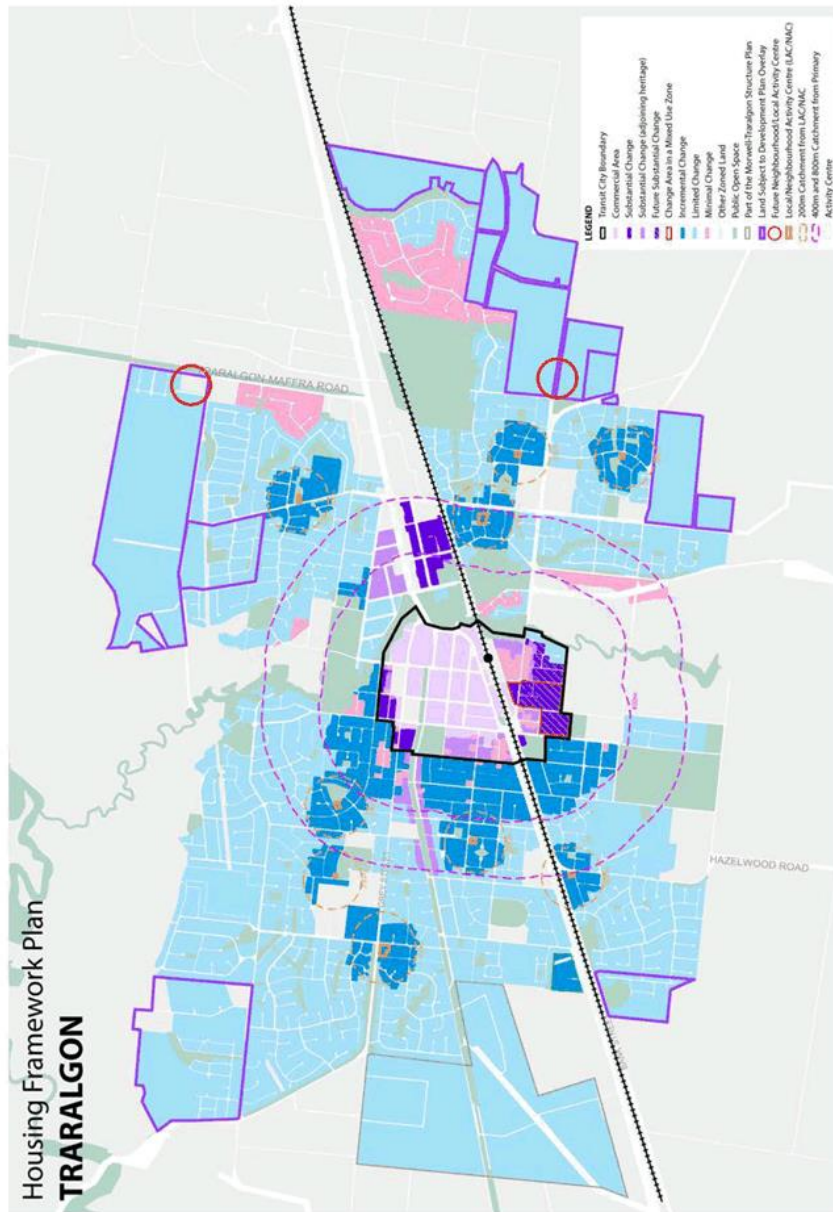 Housing Framework Plan
TRARALGON
TRARALGON-MAFFRA ROAD
HAZELWOOD ROAD
LEGEND
Transit City Boundary
Commercial Area
Substantial Change
Substantial Change (adjoining heritage)
Future Substantial Change
Change Area in a Mixed Use Zone
Incremental Change
Limited Change
Minimal Change
Other Zoned Land
Public Open Space
Part of the Morwell-Traralgon Structure Plan
Land Subject to Development Plan Overlay
Future Neighbourhood/Local Activity Centre
Local/Neighbourhood Activity Centre (LAC/NAC)
200m Catchment from LAC/NAC
400m and 800m Catchment from Primary
Activity Centre